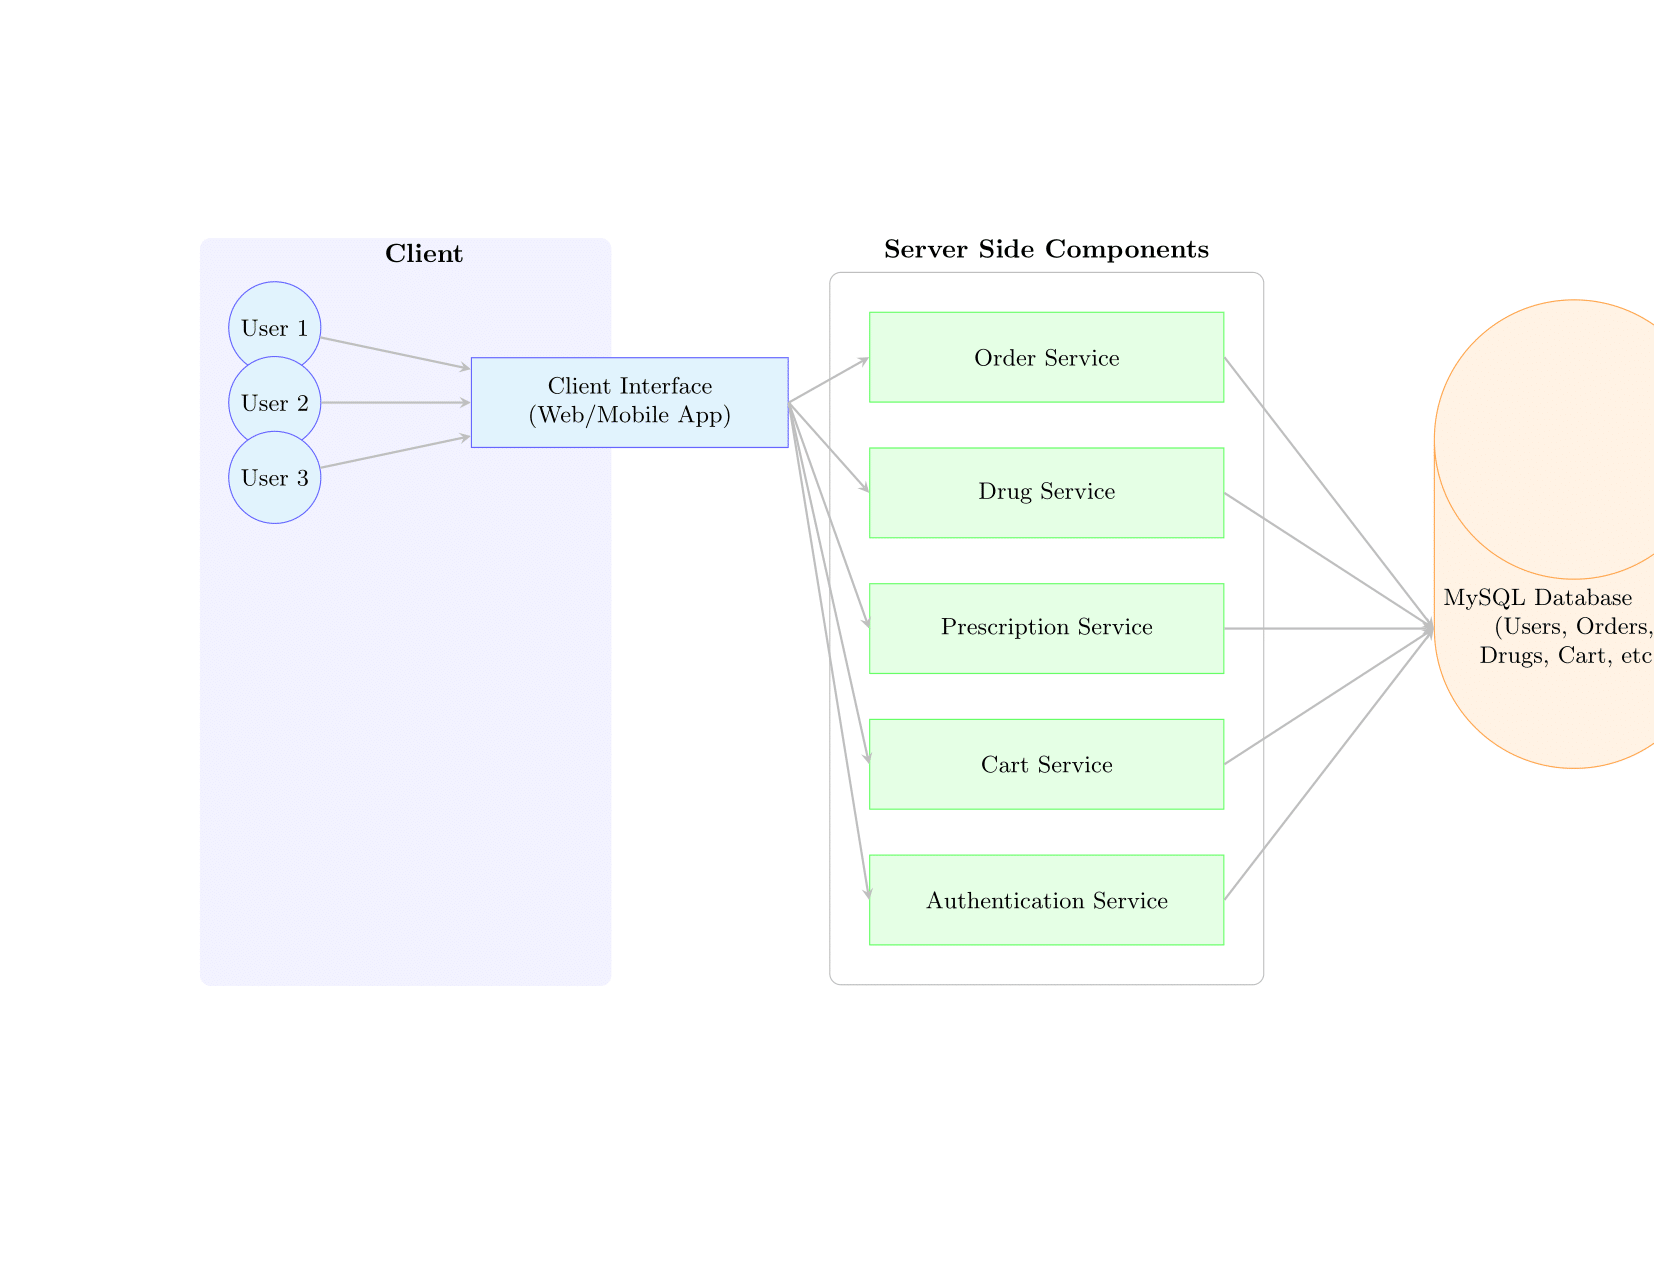 Client
User 1
User 2
User 3
Client Interface
(Web/Mobile App)
Server Side Components
Order Service
Drug Service
Prescription Service
Cart Service
Authentication Service
MySQL Database
(Users, Orders,
Drugs, Cart, etc